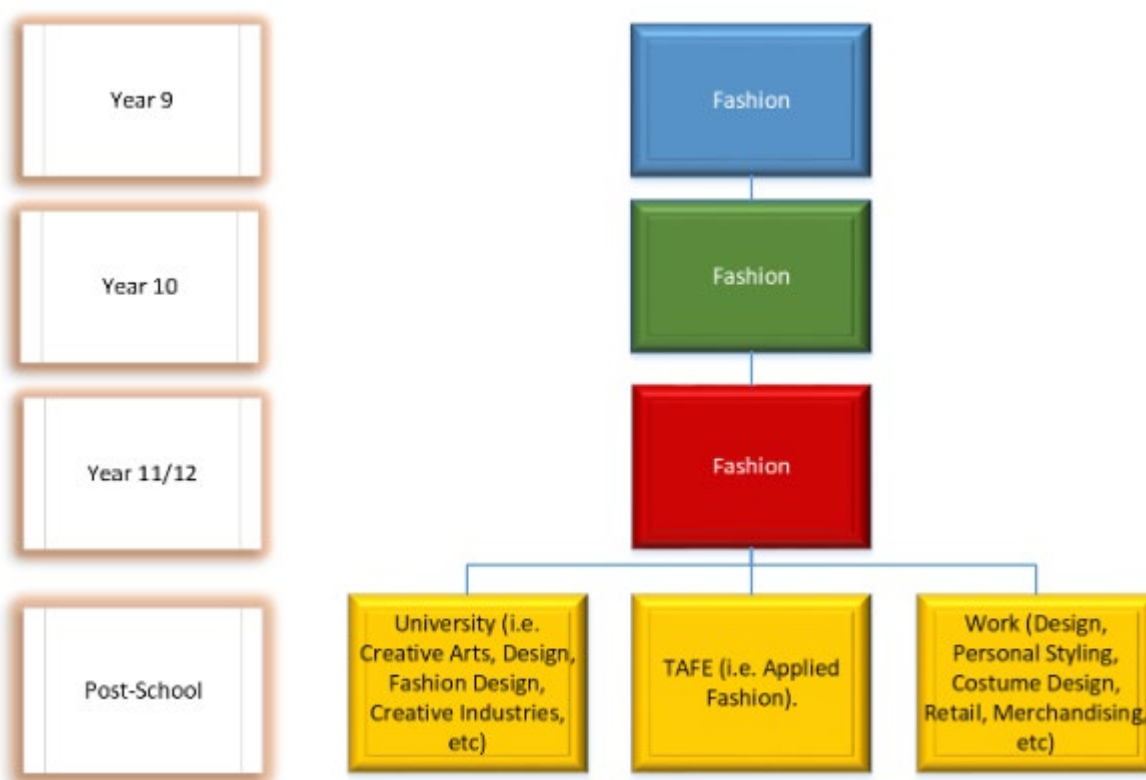 Year 9
Fashion
Year 10
Fashion
Year 11/12
Fashion
Post-School
University (i.e.
Creative Arts, Design,
Fashion Design,
Creative Industries,
etc)
TAFE (i.e. Applied
Fashion).
Work (Design,
Personal Styling,
Costume Design,
Retail, Merchandising,
etc)